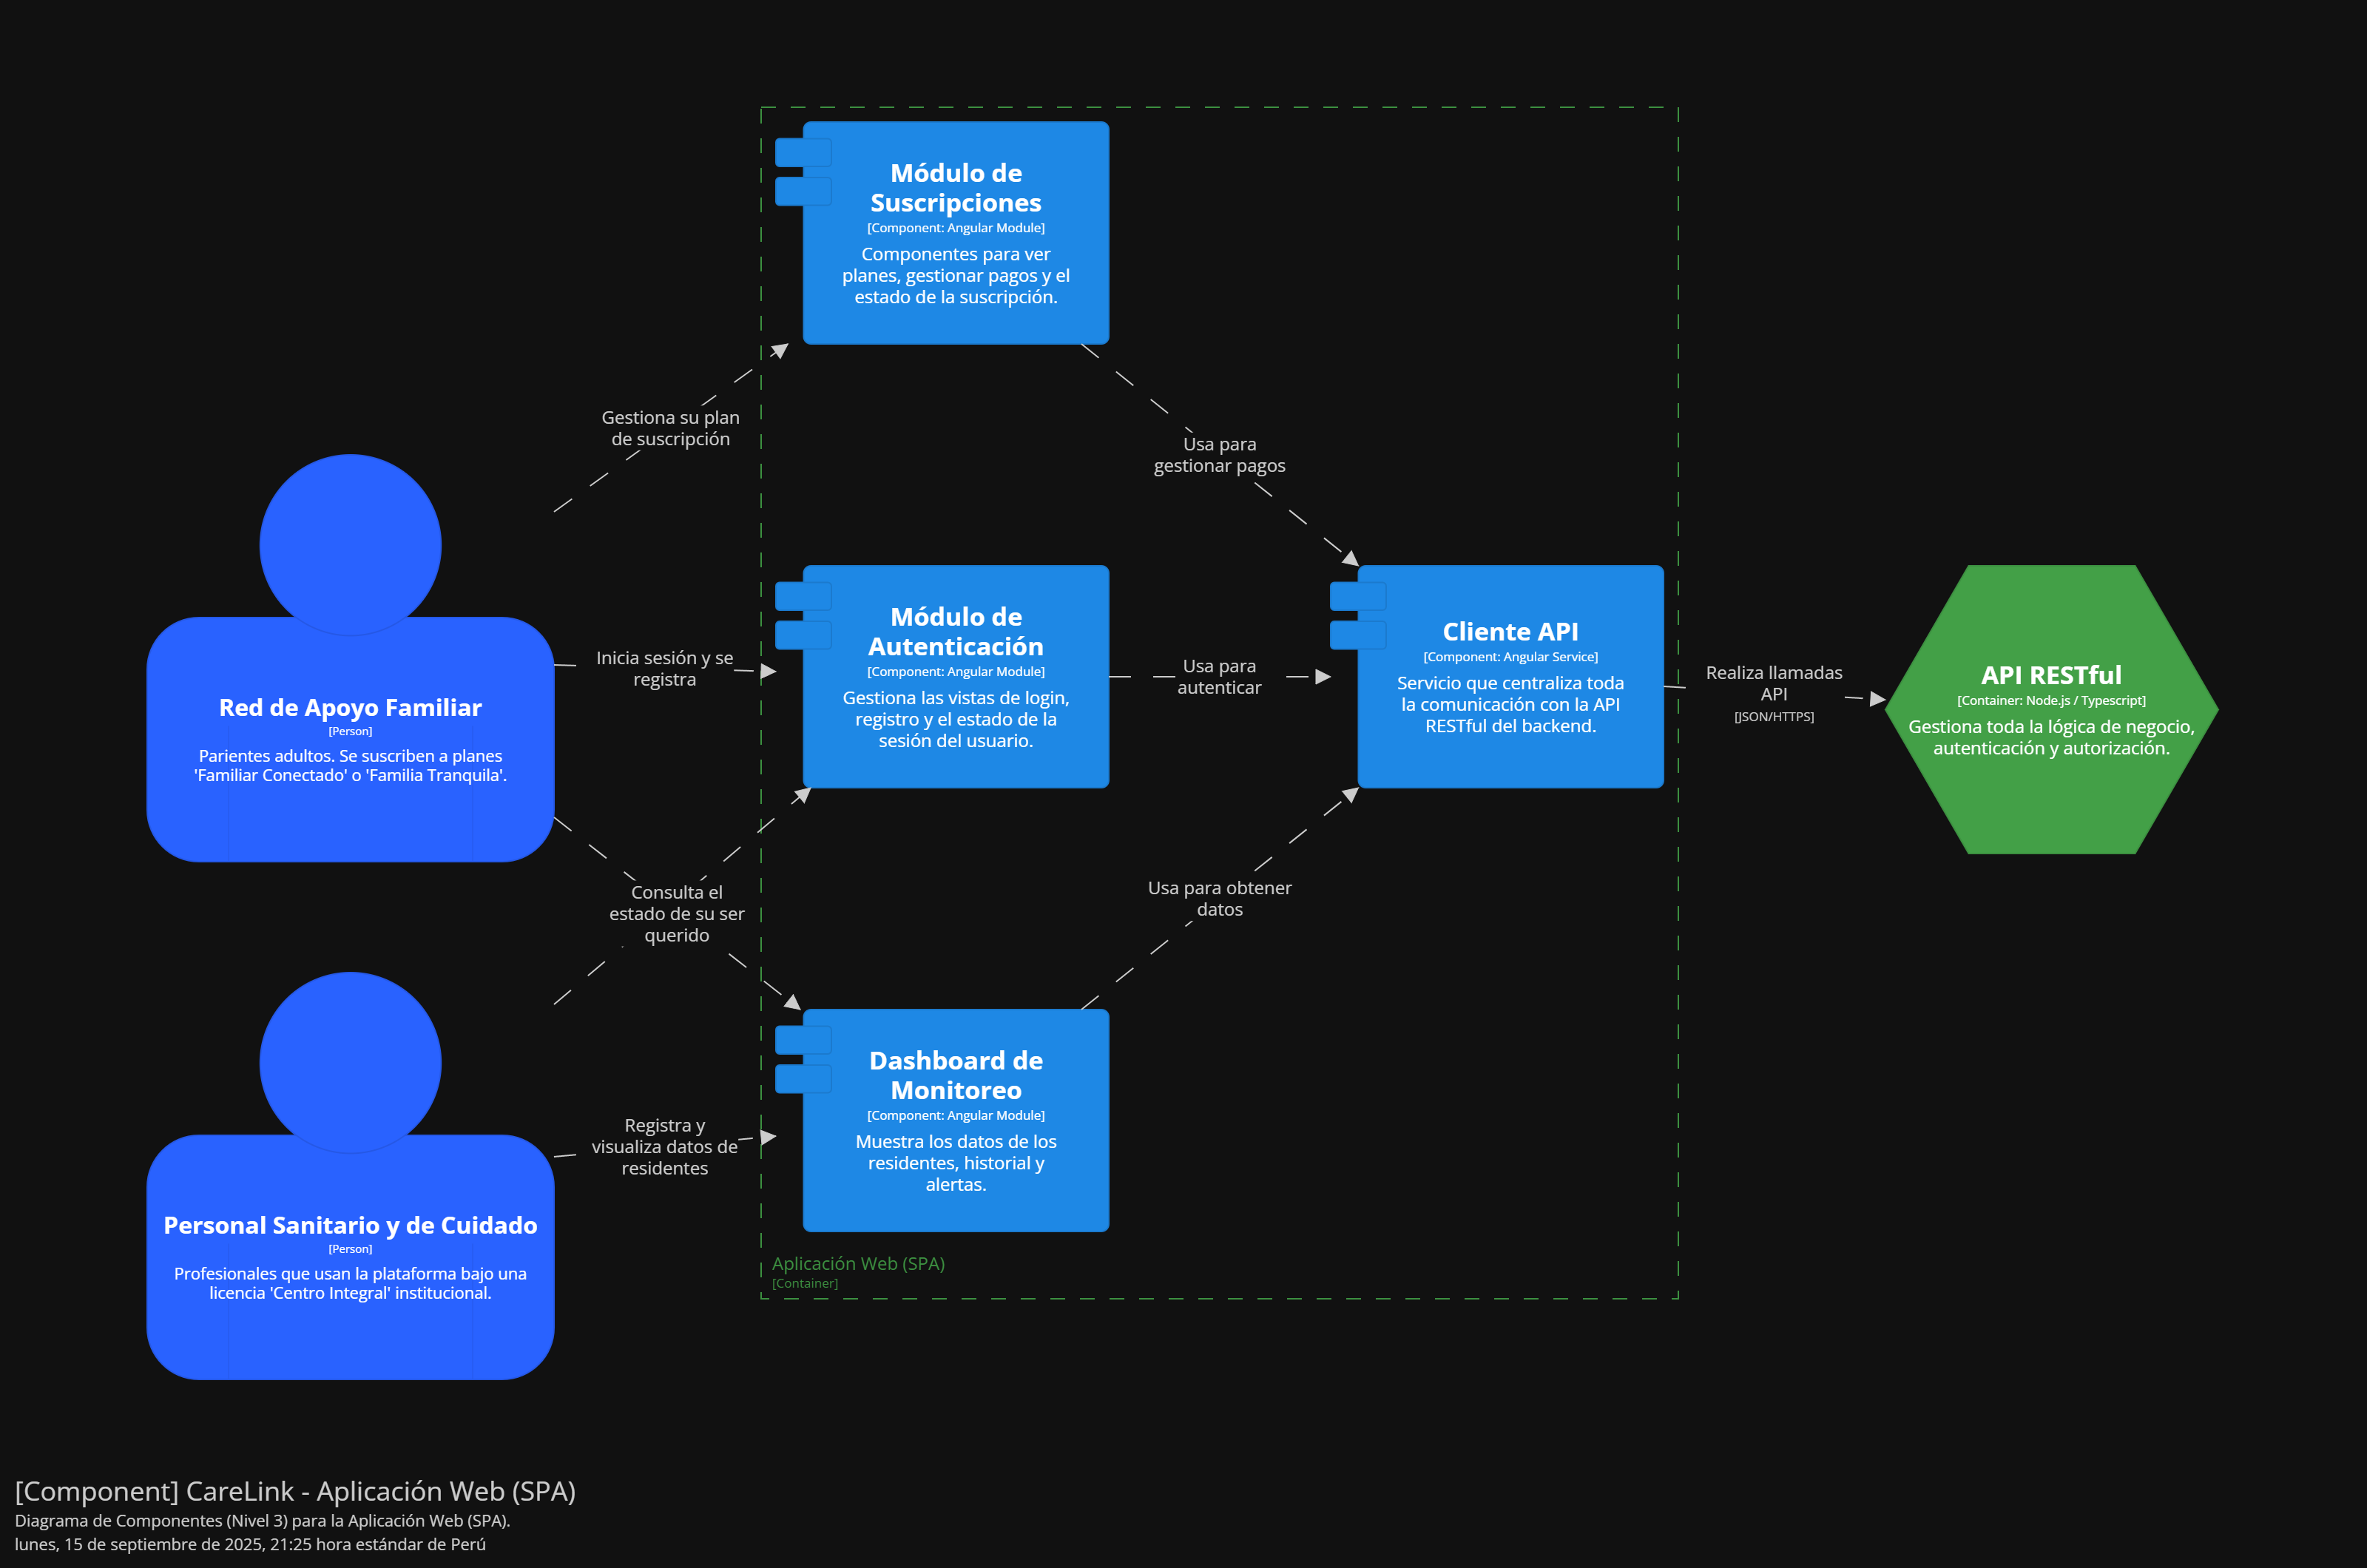 Módulo de
Suscripciones
[Component: Angular Module]
Componentes para ver
planes, gestionar pagos y el
estado de la suscripción.
Gestiona su plan
de suscripción
Usa para
gestionar pagos
Red de Apoyo Familiar
[Person]
Parientes adultos. Se suscriben a planes
'Familiar Conectado' o 'Familia Tranquila'.
Inicia sesión y se
registra
Módulo de
Autenticación
[Component: Angular Module]
Gestiona las vistas de login,
registro y el estado de la
sesión del usuario.
Usa para
autenticar
Cliente API
[Component: Angular Service]
Servicio que centraliza toda
la comunicación con la API
RESTful del backend.
Realiza llamadas
API
[JSON/HTTPS]
API RESTful
[Container: Node.js / Typescript]
Gestiona toda la lógica de negocio,
autenticación y autorización.
Consulta el
estado de su ser
querido
Usa para obtener
datos
Personal Sanitario y de Cuidado
[Person]
Profesionales que usan la plataforma bajo una
licencia 'Centro Integral' institucional.
Registra y
visualiza datos de
residentes
Dashboard de
Monitoreo
[Component: Angular Module]
Muestra los datos de los
residentes, historial y
alertas.
Aplicación Web (SPA)
[Container]
[Component] CareLink - Aplicación Web (SPA)
Diagrama de Componentes (Nivel 3) para la Aplicación Web (SPA).
lunes, 15 de septiembre de 2025, 21:25 hora estándar de Perú